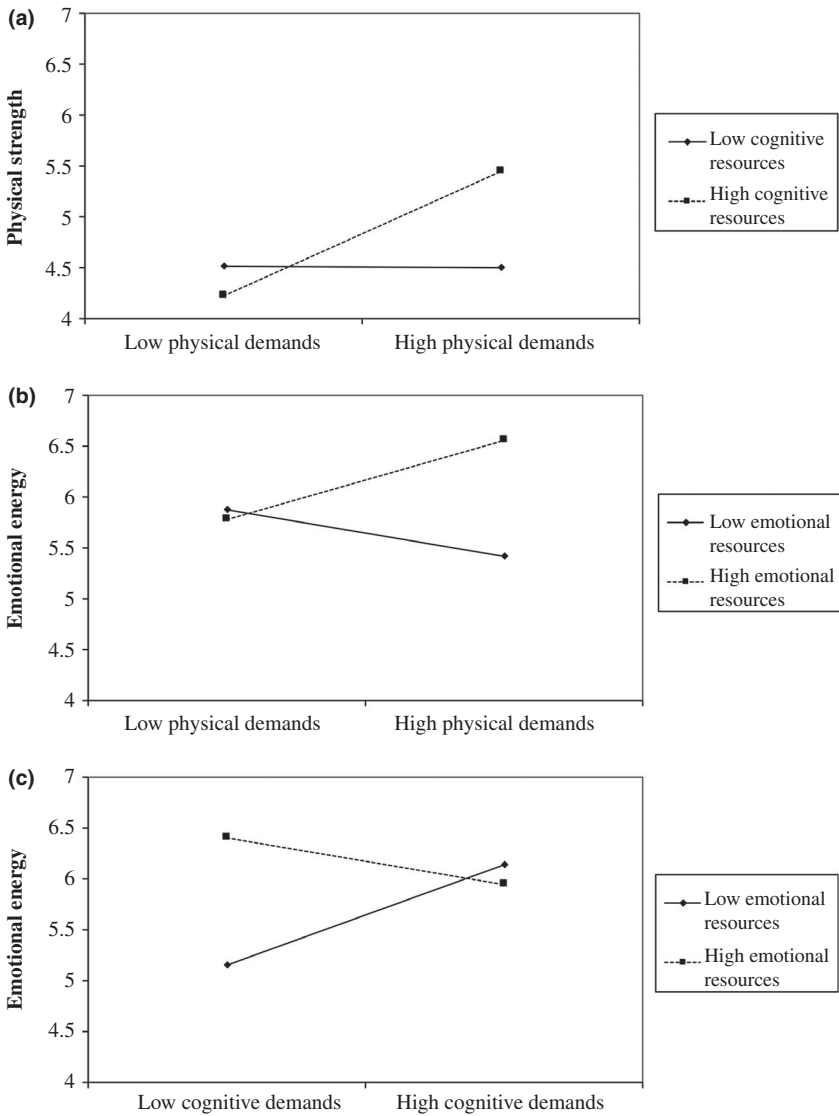 (a)
Physical strength
7
6.5
6
5.5
5
4.5
4
Low physical demands
High physical demands
Low cognitive
resources
High cognitive
resources
(b)
Emotional energy
7
6.5
6
5.5
5
4.5
4
Low physical demands
High physical demands
Low emotional
resources
High emotional
resources
(c)
Emotional energy
7
6.5
6
5.5
5
4.5
4
Low cognitive demands
High cognitive demands
Low emotional
resources
High emotional
resources